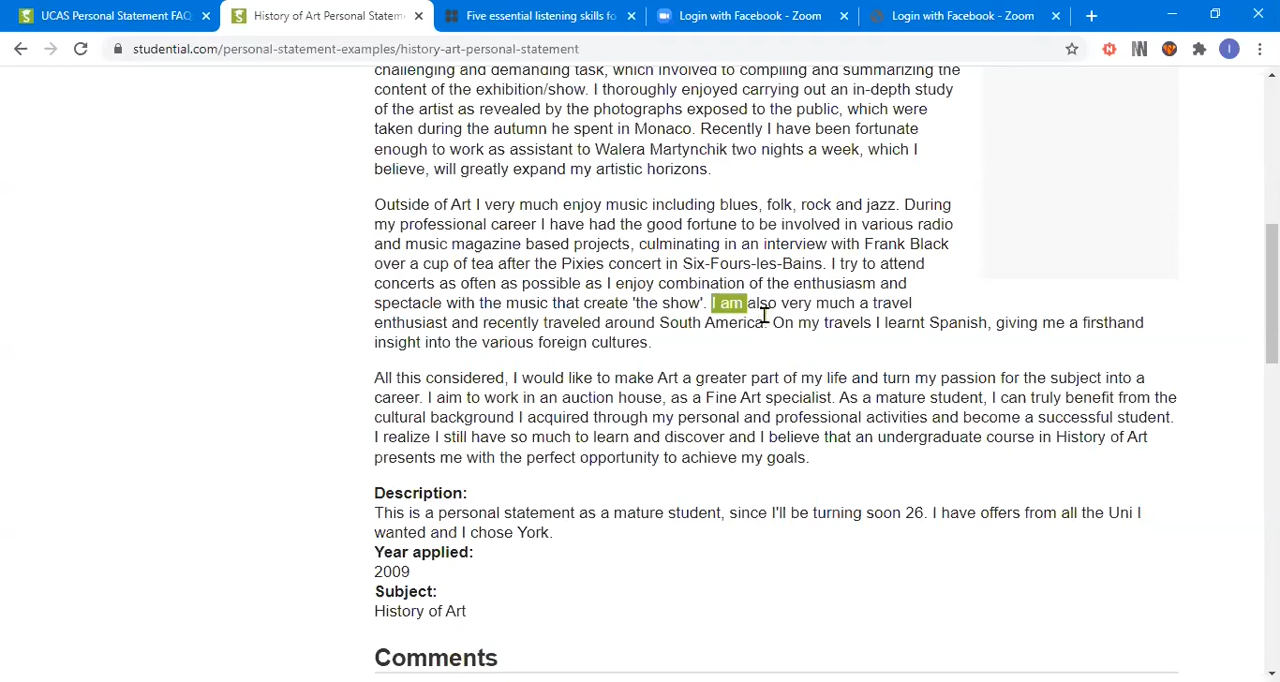 UCAS Personal Statement FAQ
History of Art Personal Statem
Five essential listening skills fo
Login with Facebook - Zoom
Login with Facebook - Zoom
studential.com/personal-statement-examples/history-art-personal-statement
I
challenging and demanding task, which involved to compiling and summarizing the
content of the exhibition/show. I thoroughly enjoyed carrying out an in-depth study
of the artist as revealed by the photographs exposed to the public, which were
taken during the autumn he spent in Monaco. Recently I have been fortunate
enough to work as assistant to Walera Martynchik two nights a week, which I
believe, will greatly expand my artistic horizons.
Outside of Art I very much enjoy music including blues, folk, rock and jazz. During
my professional career I have had the good fortune to be involved in various radio
and music magazine based projects, culminating in an interview with Frank Black
over a cup of tea after the Pixies concert in Six-Fours-les-Bains. I try to attend
concerts as often as possible as I enjoy combination of the enthusiasm and
spectacle with the music that create 'the show'. I am also very much a travel
enthusiast and recently traveled around South America. On my travels I learnt Spanish, giving me a firsthand
insight into the various foreign cultures.
All this considered, I would like to make Art a greater part of my life and turn my passion for the subject into a
career. I aim to work in an auction house, as a Fine Art specialist. As a mature student, I can truly benefit from the
cultural background I acquired through my personal and professional activities and become a successful student.
I realize I still have so much to learn and discover and I believe that an undergraduate course in History of Art
presents me with the perfect opportunity to achieve my goals.
Description:
This is a personal statement as a mature student, since I'll be turning soon 26. I have offers from all the Uni I
wanted and I chose York.
Year applied:
2009
Subject:
History of Art
Comments